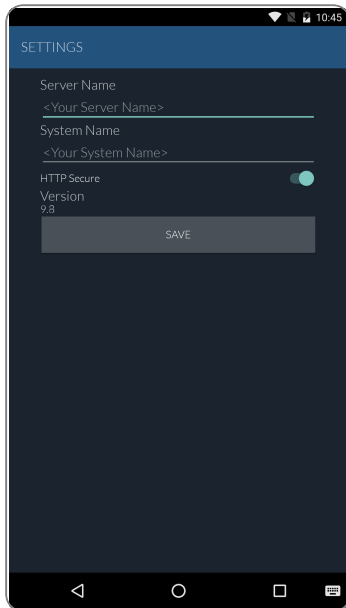 10:45
SETTINGS
Server Name
<Your Server Name>
System Name
<Your System Name>
HTTP Secure
Version
9.8
SAVE